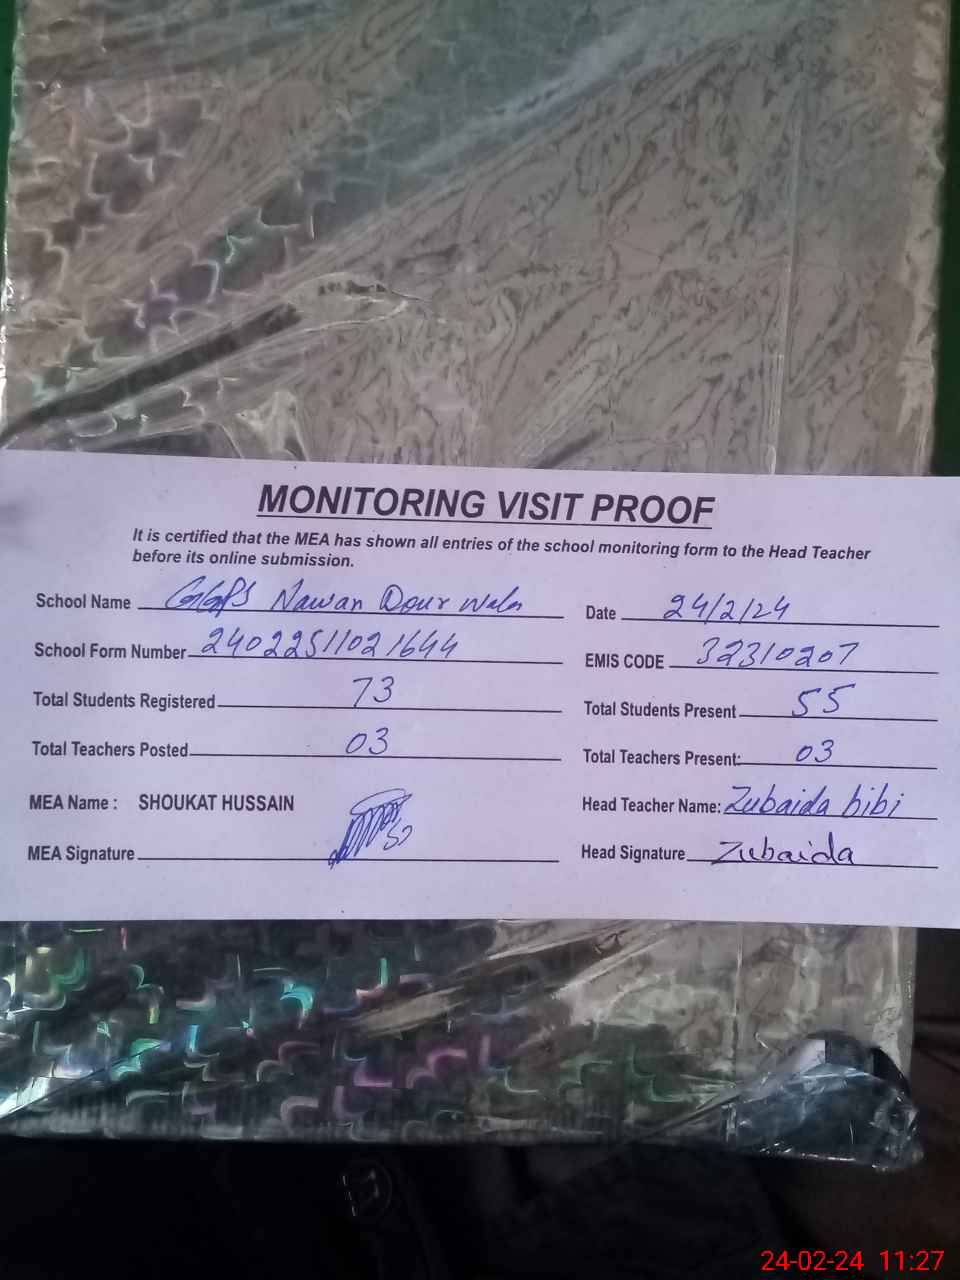 MONITORING VISIT PROOF
It is certified that the MEA has shown all entries of the school monitoring form to the Head Teacher
before its online submission.
School Name GGPS Nawan Dour Wala
Date 24/2/24
School Form Number 24022511021644
EMIS CODE 32310207
Total Students Registered 73
Total Students Present 55
Total Teachers Posted 03
Total Teachers Present: 03
MEA Name : SHOUKAT HUSSAIN
Head Teacher Name: Zubaida bibi
MEA Signature
Head Signature Zubaida
24-02-24 11:27